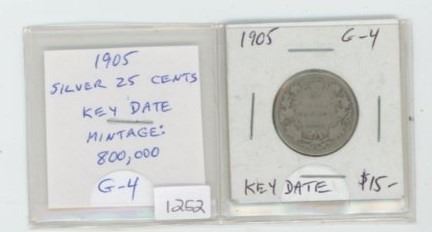 1905
SILVER 25 CENTS
KEY DATE
MINTAGE:
800,000
G-4
1252
1905 G-4
KEY DATE $15-